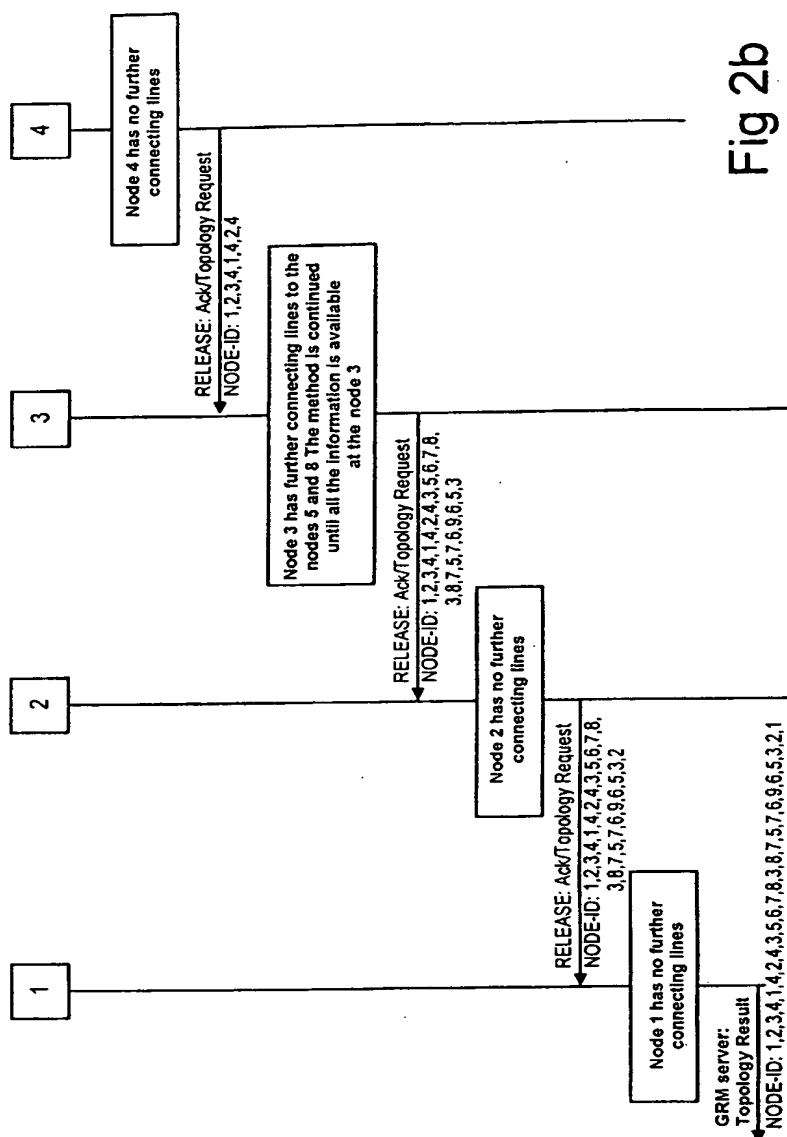 1
2
3
4
Node 4 has no further
connecting lines
RELEASE: Ack/Topology Request
NODE-ID: 1,2,3,4,1,4,2,4
Node 3 has further connecting lines to the
nodes 5 and 8 The method is continued
until all the information is available
at the node 3
RELEASE: Ack/Topology Request
NODE-ID: 1,2,3,4,1,4,2,4,3,5,6,7,8,
3,8,7,5,7,6,9,6,5,3
Node 2 has no further
connecting lines
RELEASE: Ack/Topology Request
NODE-ID: 1,2,3,4,1,4,2,4,3,5,6,7,8,
3,8,7,5,7,6,9,6,5,3,2
Node 1 has no further
connecting lines
GRM server:
Topology Result
NODE-ID: 1,2,3,4,1,4,2,4,3,5,6,7,8,3,8,7,5,7,6,9,6,5,3,2,1
Fig 2b